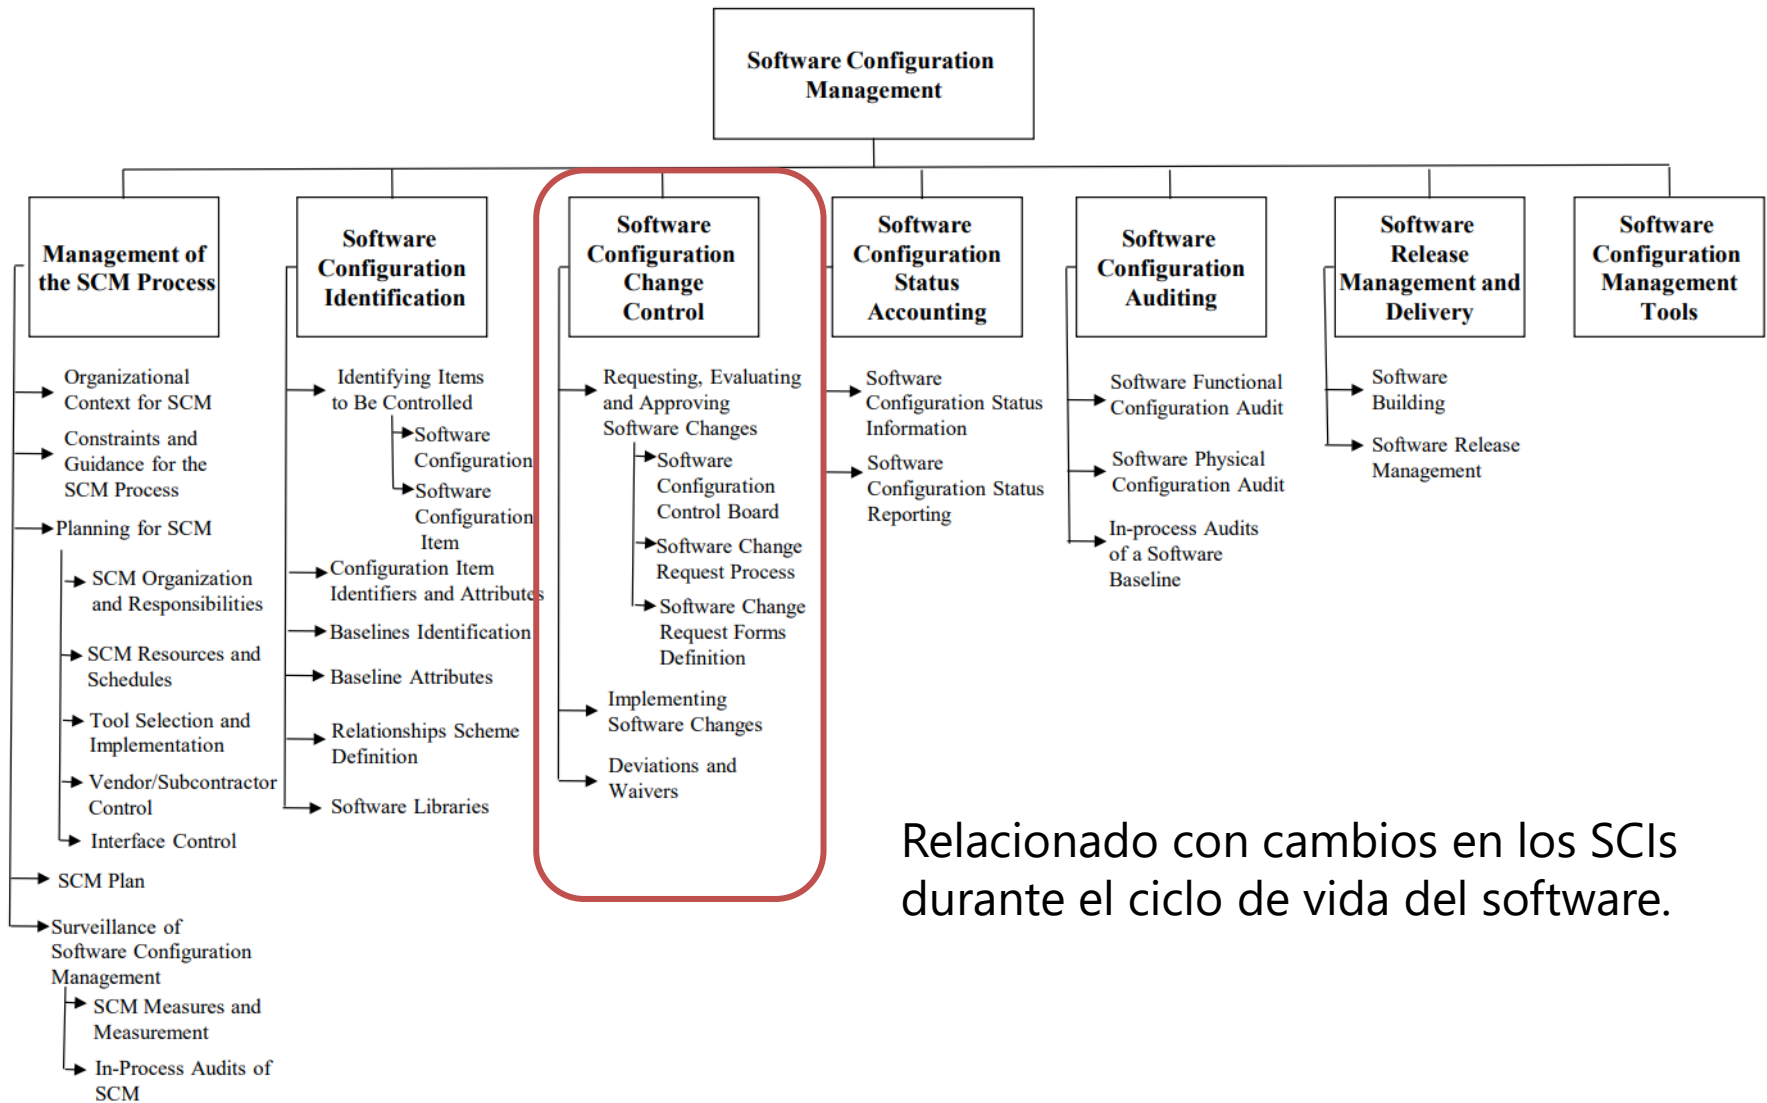 Software Configuration
Management
Management of
the SCM Process
Organizational
Context for SCM
Constraints and
Guidance for the
SCM Process
Planning for SCM
SCM Organization
and Responsibilities
SCM Resources and
Schedules
Tool Selection and
Implementation
Vendor/Subcontractor
Control
Interface Control
SCM Plan
Surveillance of
Software Configuration
Management
SCM Measures and
Measurement
In-Process Audits of
SCM
Software
Configuration
Identification
Identifying Items
to Be Controlled
Software
Configuration
Software
Configuration
Item
Configuration Item
Identifiers and Attributes
Baselines Identification
Baseline Attributes
Relationships Scheme
Definition
Software Libraries
Software
Configuration
Change
Control
Requesting, Evaluating
and Approving
Software Changes
Software
Configuration
Control Board
Software Change
Request Process
Software Change
Request Forms
Definition
Implementing
Software Changes
Deviations and
Waivers
Software
Configuration
Status
Accounting
Software
Configuration Status
Information
Software
Configuration Status
Reporting
Software
Configuration
Auditing
Software Functional
Configuration Audit
Software Physical
Configuration Audit
In-process Audits
of a Software
Baseline
Software
Release
Management and
Delivery
Software
Building
Software Release
Management
Software
Configuration
Management
Tools
Relacionado con cambios en los SCIs
durante el ciclo de vida del software.